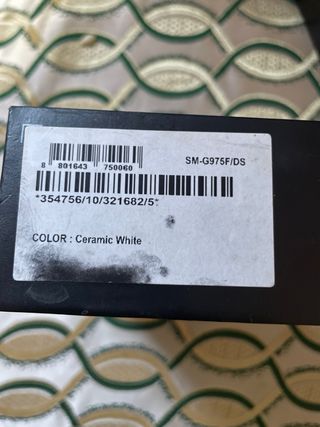 8 801643 750060
SM-G975F/DS
*354756/10/321682/5*
COLOR : Ceramic White